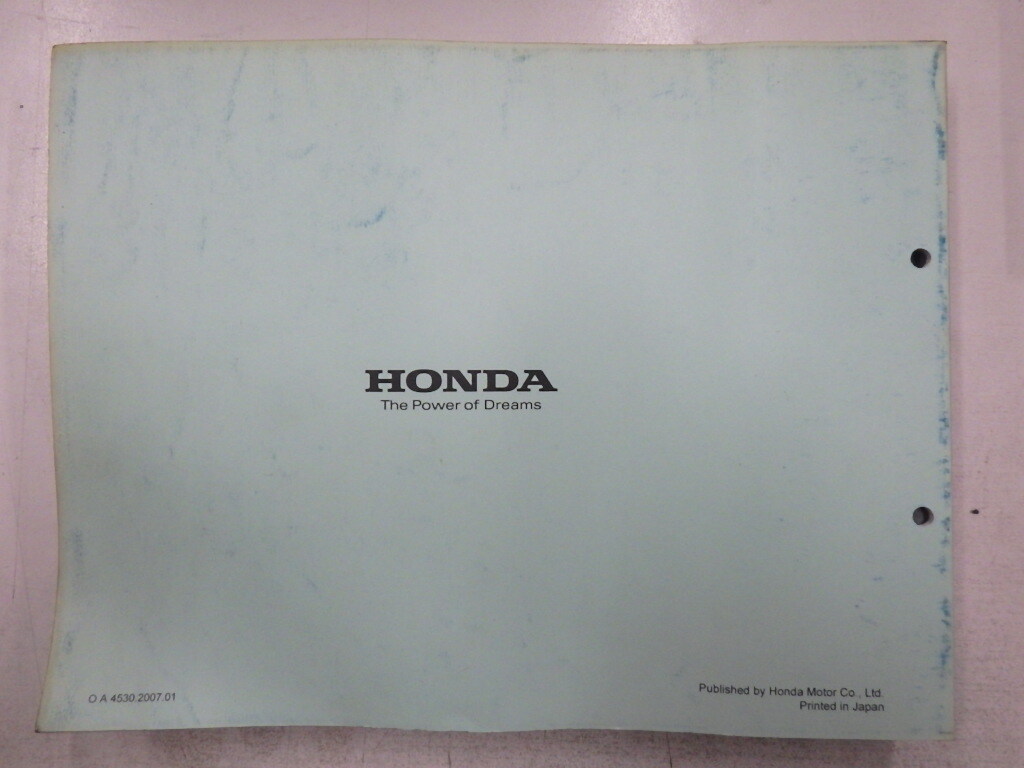 HONDA
The Power of Dreams
O A 4530.2007.01
Published by Honda Motor Co., Ltd.
Printed in Japan